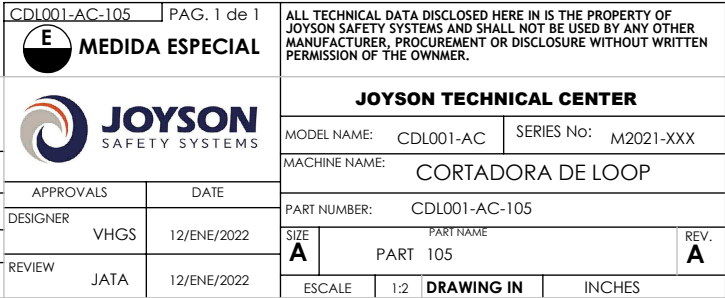 CDL001-AC-105 PAG. 1 de 1
E MEDIDA ESPECIAL
ALL TECHNICAL DATA DISCLOSED HERE IN IS THE PROPERTY OF
JOYSON SAFETY SYSTEMS AND SHALL NOT BE USED BY ANY OTHER
MANUFACTURER, PROCUREMENT OR DISCLOSURE WITHOUT WRITTEN
PERMISSION OF THE OWNMER.
JOYSON
SAFETY SYSTEMS
JOYSON TECHNICAL CENTER
MODEL NAME: CDL001-AC SERIES No: M2021-XXX
MACHINE NAME: CORTADORA DE LOOP
APPROVALS DATE
PART NUMBER: CDL001-AC-105
DESIGNER VHGS 12/ENE/2022
SIZE A PART NAME PART 105 REV. A
REVIEW JATA 12/ENE/2022
ESCALE 1:2 DRAWING IN INCHES